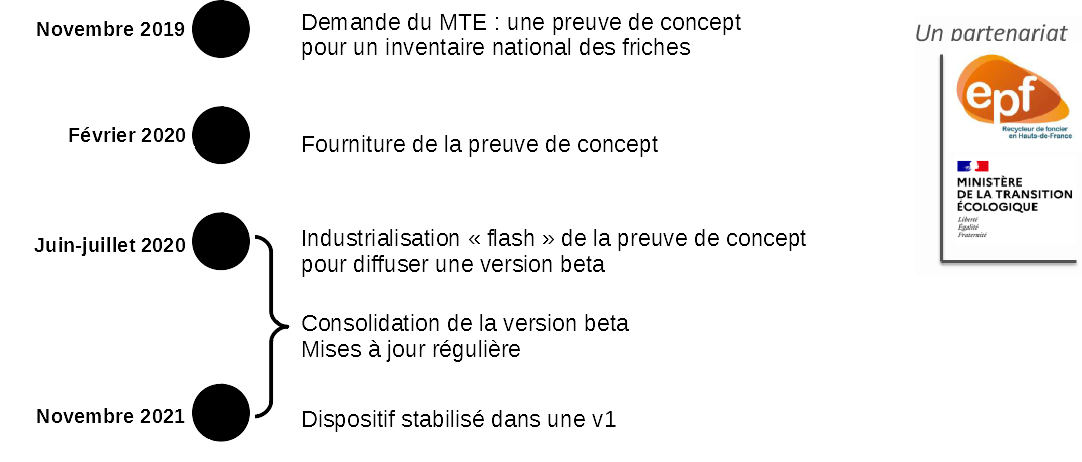 Novembre 2019
Demande du MTE : une preuve de concept
pour un inventaire national des friches
Février 2020
Fourniture de la preuve de concept
Juin-juillet 2020
Industrialisation « flash » de la preuve de concept
pour diffuser une version beta
Consolidation de la version beta
Mises à jour régulière
Novembre 2021
Dispositif stabilisé dans une v1
Un partenariat
epf
Recycleur de foncier
en Hauts-de-France
MINISTÈRE
DE LA TRANSITION
ÉCOLOGIQUE
Liberté
Égalité
Fraternité